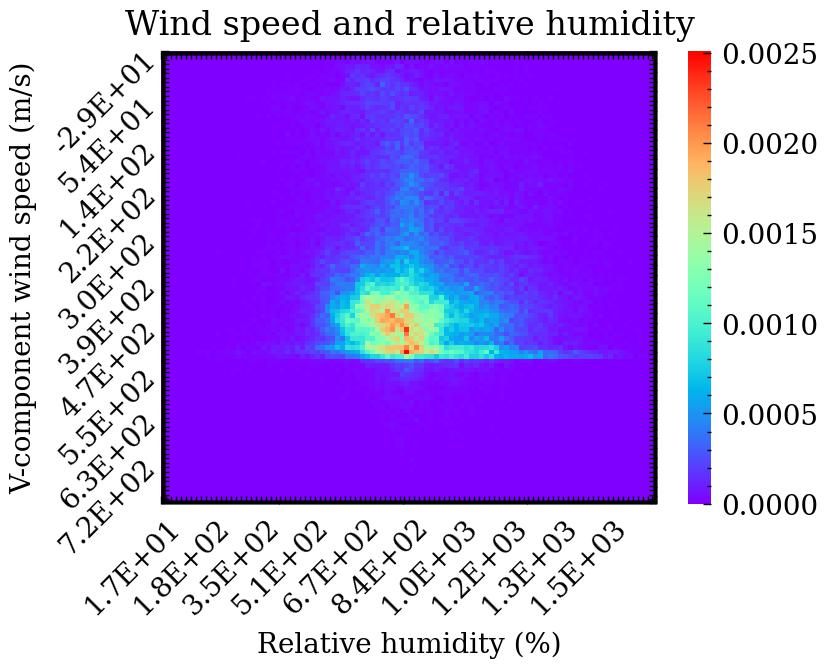 Wind speed and relative humidity
V-component wind speed (m/s)
-2.9E+01
5.4E+01
1.4E+02
2.2E+02
3.0E+02
3.9E+02
4.7E+02
5.5E+02
6.3E+02
7.2E+02
1.7E+01
1.8E+02
3.5E+02
5.1E+02
6.7E+02
8.4E+02
1.0E+03
1.2E+03
1.3E+03
1.5E+03
Relative humidity (%)
0.0025
0.0020
0.0015
0.0010
0.0005
0.0000